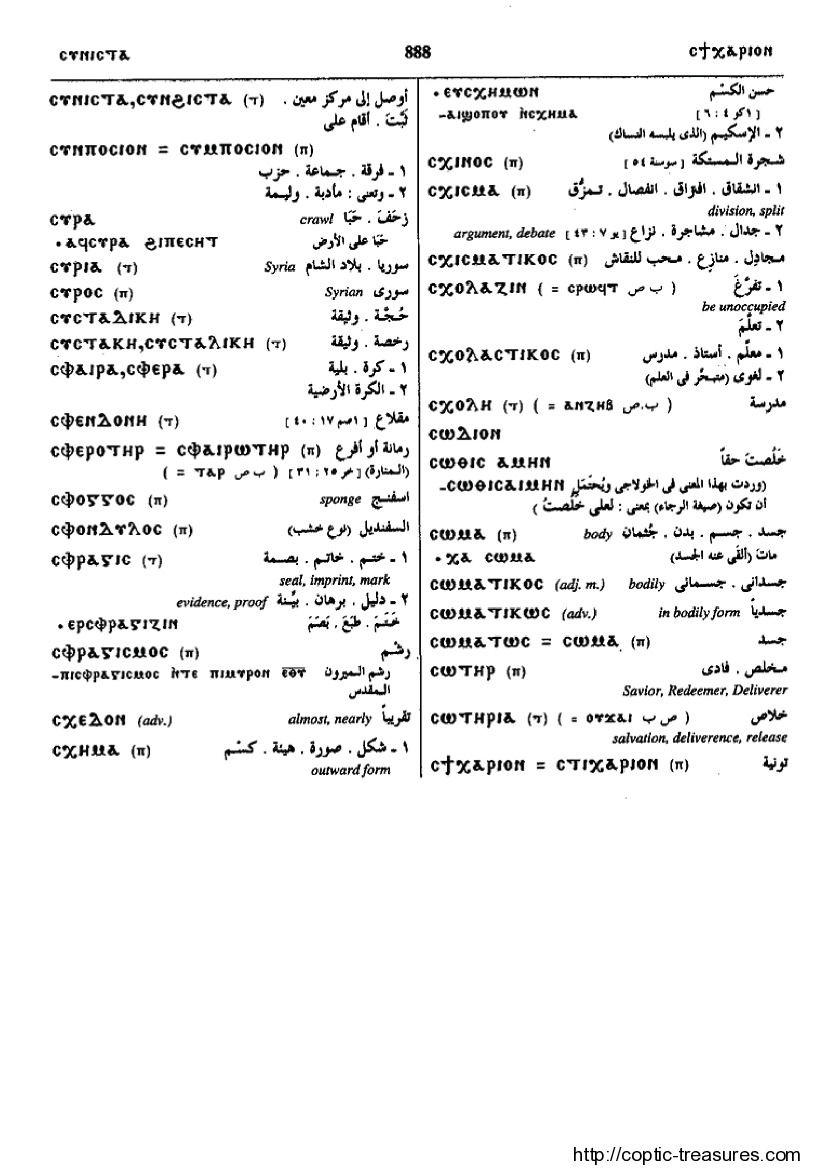 ⲥⲩⲛⲓⲥⲧⲁ 888 ⲥϯⲭⲁⲣⲓⲟⲛ
ⲥⲩⲛⲓⲥⲧⲁ,ⲥⲩⲛϩⲓⲥⲧⲁ (ⲧ) أوصل إلى مركز معين .
ثَبَّتَ . أقام على
ⲥⲩⲛⲡⲟⲥⲓⲟⲛ = ⲥⲩⲙⲡⲟⲥⲓⲟⲛ (ⲡ)
١ - فرقة . جماعة . حزب
٢ - وتعنى : مأدبة . وليمة
ⲥⲩⲣⲁ crawl زحَفَ . حَبَا
• ⲁϥⲥⲩⲣⲁ ϩⲓⲡⲉⲥⲏⲧ حَبَا على الأرض
ⲥⲩⲣⲓⲁ (ⲧ) Syria سوريا . بلاد الشام
ⲥⲩⲣⲟⲥ (ⲡ) Syrian سورى
ⲥⲩⲥⲧⲁⲇⲓⲕⲏ (ⲧ) حُجَّة . وثيقة
ⲥⲩⲥⲧⲁⲕⲏ,ⲥⲩⲥⲧⲁⲗⲓⲕⲏ (ⲧ) رخصة . وثيقة
ⲥⲫⲁⲓⲣⲁ,ⲥⲫⲉⲣⲁ (ⲧ) ١ - كرة . بلية
٢ - الكرة الأرضية
ⲥⲫⲉⲛⲇⲟⲛⲏ (ⲧ) مقلاع [ ١صم ١٧ : ٤٠ ]
ⲥⲫⲉⲣⲟⲧⲏⲣ = ⲥⲫⲁⲓⲣⲱⲧⲏⲣ (ⲡ) رمانة أو أفرع
(المنارة) [ خر ٢٥ : ٣١ ] ( ب ص ⲧⲁⲣ = )
ⲥⲫⲟⲅⲅⲟⲥ (ⲡ) sponge اسفنج
ⲥⲫⲟⲛⲇⲩⲗⲟⲥ (ⲡ) السفنديل (نوع خشب)
ⲥⲫⲣⲁⲅⲓⲥ (ⲧ) ١ - ختم . خاتم . بصمة
seal, imprint, mark
evidence, proof ٢ - دليل . برهان . بيِّنة
• ⲉⲣⲥⲫⲣⲁⲅⲓⲍⲓⲛ خَتَمَ . طبَعَ . بَصَمَ
ⲥⲫⲣⲁⲅⲓⲥⲙⲟⲥ (ⲡ) رشْم
-ⲡⲓⲥⲫⲣⲁⲅⲓⲥⲙⲟⲥ ⲛ̀ⲧⲉ ⲡⲓⲙⲩⲣⲟⲛ ⲉ̅ⲑ̅ⲩ̅ رشم الميرون
المقدس
ⲥⲭⲉⲇⲟⲛ (adv.) almost, nearly تقريباً
ⲥⲭⲏⲙⲁ (ⲡ) ١ - شكل . صورة . هيئة . كسْم
outward form
حسن الكسْم
• ⲉⲩⲥⲭⲏⲙⲱⲛ
-ⲁⲓϣⲟⲡⲟⲩ ⲛ̀ⲥⲭⲏⲙⲁ [ ١كو ٤ : ٦ ]
٢ - الإسكيم (الذى يلبسه النساك)
ⲥⲭⲓⲛⲟⲥ (ⲡ) شجرة المستكة [ سوسنة ٥٤ ]
ⲥⲭⲓⲥⲙⲁ (ⲡ) ١ - انشقاق . افتراق . انفصال . تمزُّق
division, split
argument, debate ٢ - جدال . مشاجرة . نزاع [ يو ٧ : ٤٣ ]
ⲥⲭⲓⲥⲙⲁⲧⲓⲕⲟⲥ (ⲡ) مجادِل . منازِع . محب للنقاش
ⲥⲭⲟⲗⲁⲍⲓⲛ ( = ⲥⲣⲱϥⲧ ب ص ) ١ - تفرَّغَ
be unoccupied
٢ - تعلَّمَ
ⲥⲭⲟⲗⲁⲥⲧⲓⲕⲟⲥ (ⲡ) ١ - معلِّم . أستاذ . مدرس
٢ - لغوى (متبحِّر فى العلم)
ⲥⲭⲟⲗⲏ (ⲧ) ( = ⲁⲛⲍⲏⲃ ب.ص ) مدرسة
ⲥⲱⲇⲓⲟⲛ
ⲥⲱⲑⲓⲥ ⲁⲙⲏⲛ خَلُصتَ حقاً
-ⲥⲱⲑⲓⲥⲁⲓⲙⲏⲛ (وردت بهذا المعنى فى الخولاجى ويُحْتَمَل
أن تكون (صيغة الرجاء) بمعنى : لعلى خلصتُ )
ⲥⲱⲙⲁ (ⲡ) body جسد . جسم . بدن . جُثمان
• ⲭⲁ ⲥⲱⲙⲁ ماتَ (ألقى عنه الجسد)
ⲥⲱⲙⲁⲧⲓⲕⲟⲥ (adj. m.) bodily جسدانى . جسمانى
ⲥⲱⲙⲁⲧⲓⲕⲱⲥ (adv.) in bodily form جسدياً
ⲥⲱⲙⲁⲧⲱⲥ = ⲥⲱⲙⲁ (ⲡ) جسد
ⲥⲱⲧⲏⲣ (ⲡ) مخلص . فادى
Savior, Redeemer, Deliverer
ⲥⲱⲧⲏⲣⲓⲁ (ⲧ) ( = ⲟⲩϫⲁⲓ ص ب ) خلاص
salvation, deliverence, release
ⲥϯⲭⲁⲣⲓⲟⲛ = ⲥⲧⲓⲭⲁⲣⲓⲟⲛ (ⲡ) تونية
http://coptic-treasures.com